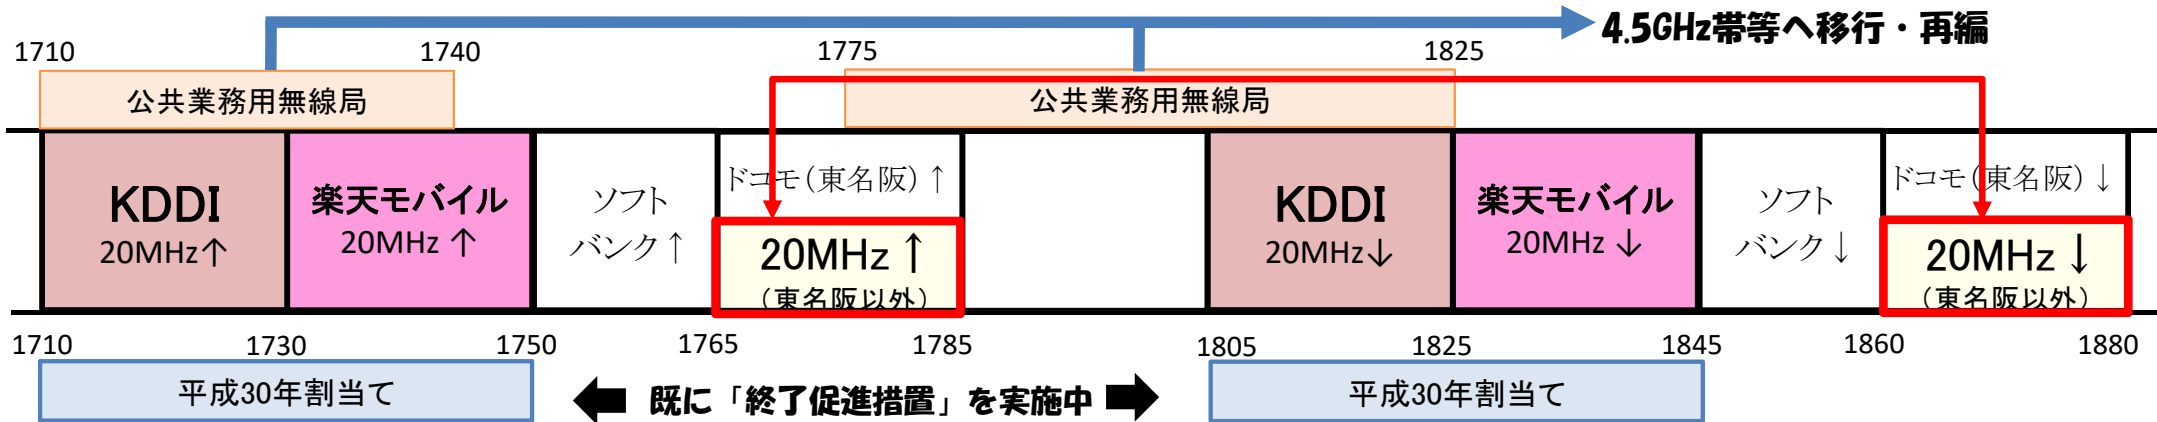 4.5GHz帯等へ移行・再編
1710 1740 1775 1825
公共業務用無線局 公共業務用無線局
KDDI
20MHz↑
楽天モバイル
20MHz ↑
ソフト
バンク↑
ドコモ(東名阪)↑
20MHz ↑
(東名阪以外)
KDDI
20MHz↓
楽天モバイル
20MHz ↓
ソフト
バンク↓
ドコモ(東名阪)↓
20MHz ↓
(東名阪以外)
1710 1730 1750 1765 1785 1805 1825 1845 1860 1880
平成30年割当て 既に「終了促進措置」を実施中 平成30年割当て